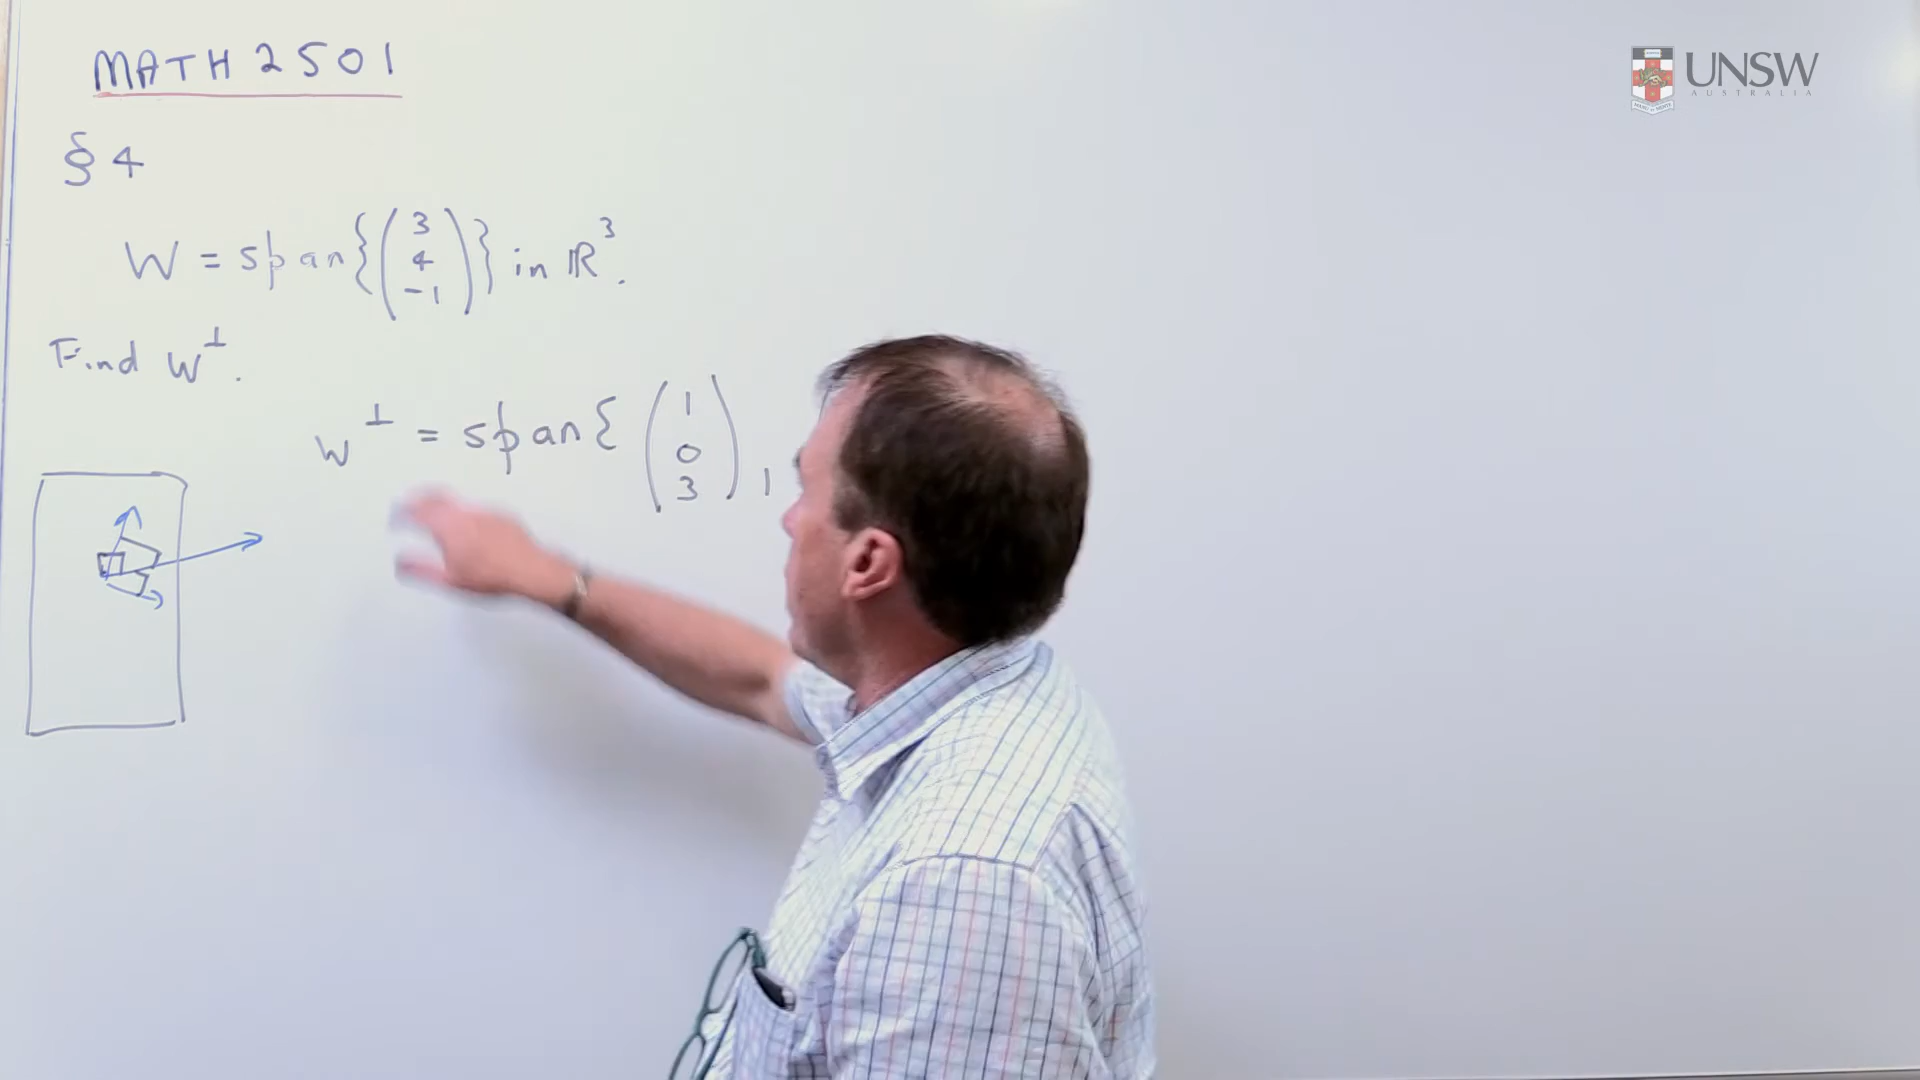 MATH 2501
UNSW
AUSTRALIA
§ 4
W = span{(3 4 -1)} in ℝ³.
Find W⊥.
W⊥ = span{ (1 0 3),